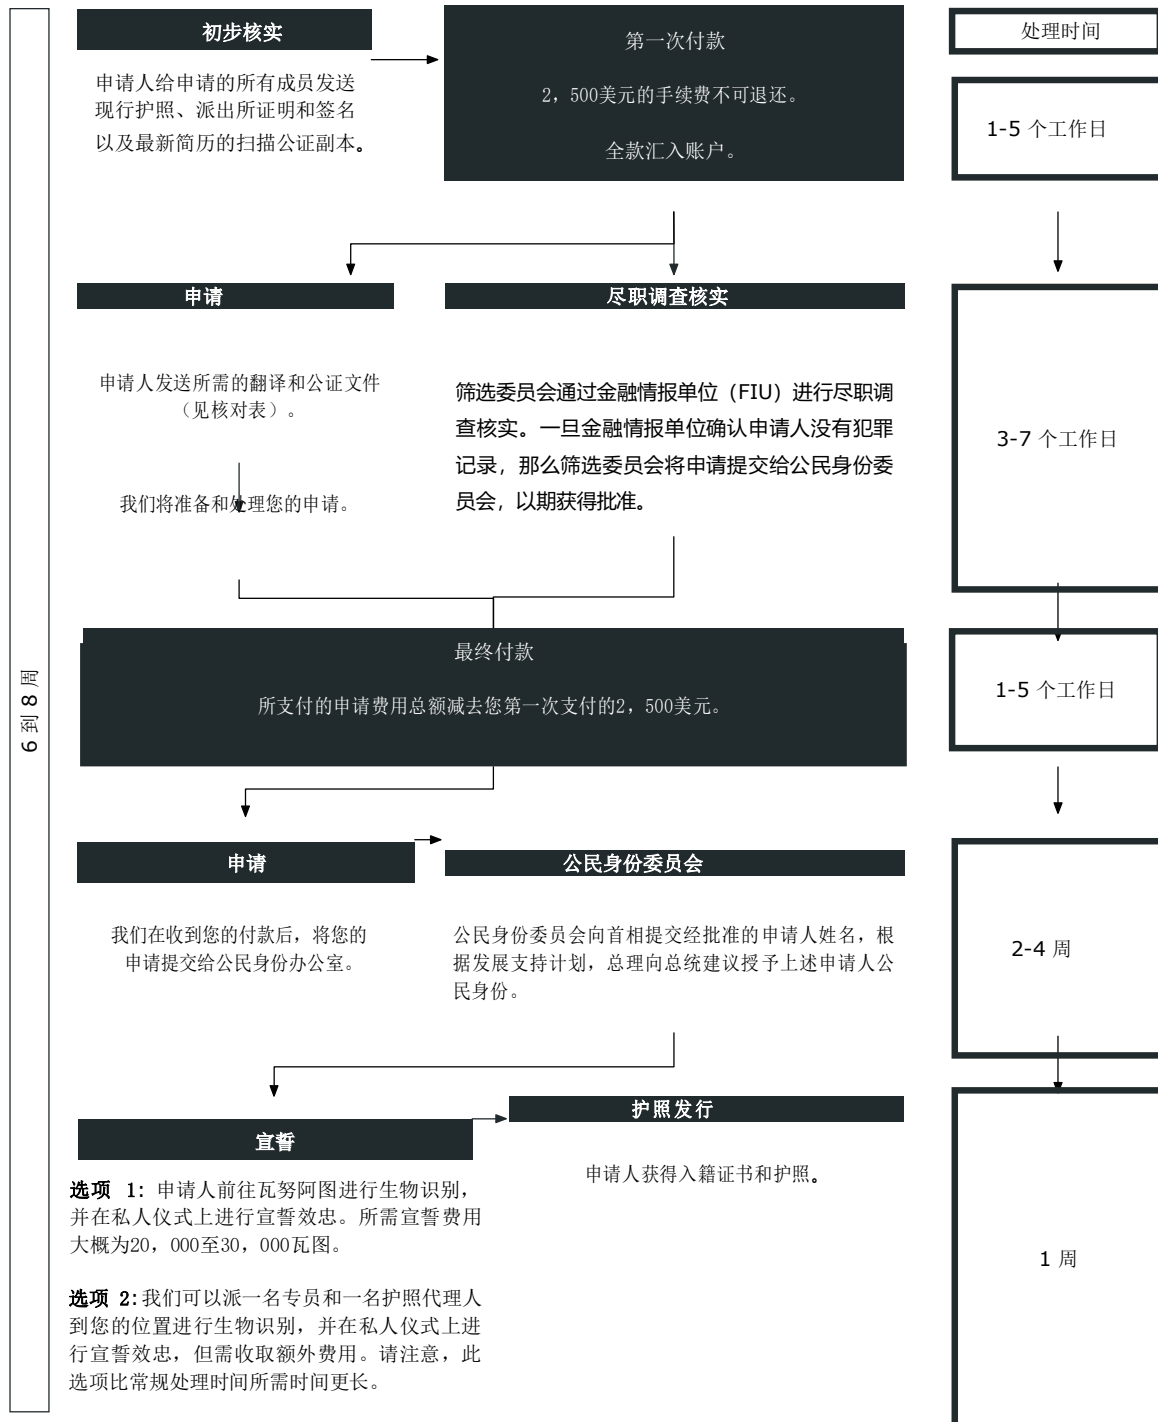 初步核实
申请人给申请的所有成员发送
现行护照、派出所证明和签名
以及最新简历的扫描公证副本。
第一次付款
2，500美元的手续费不可退还。
全款汇入账户。
处理时间
1-5 个工作日
申请
申请人发送所需的翻译和公证文件
（见核对表）。
我们将准备和处理您的申请。
尽职调查核实
筛选委员会通过金融情报单位（FIU）进行尽职调
查核实。一旦金融情报单位确认申请人没有犯罪
记录，那么筛选委员会将申请提交给公民身份委
员会，以期获得批准。
3-7 个工作日
6 到 8 周
最终付款
所支付的申请费用总额减去您第一次支付的2，500美元。
1-5 个工作日
申请
我们在收到您的付款后，将您的
申请提交给公民身份办公室。
公民身份委员会
公民身份委员会向首相提交经批准的申请人姓名，根
据发展支持计划，总理向总统建议授予上述申请人公
民身份。
2-4 周
宣誓
选项 1: 申请人前往瓦努阿图进行生物识别，
并在私人仪式上进行宣誓效忠。所需宣誓费用
大概为20，000至30，000瓦图。
选项 2:我们可以派一名专员和一名护照代理人
到您的位置进行生物识别，并在私人仪式上进
行宣誓效忠，但需收取额外费用。请注意，此
选项比常规处理时间所需时间更长。
护照发行
申请人获得入籍证书和护照。
1 周